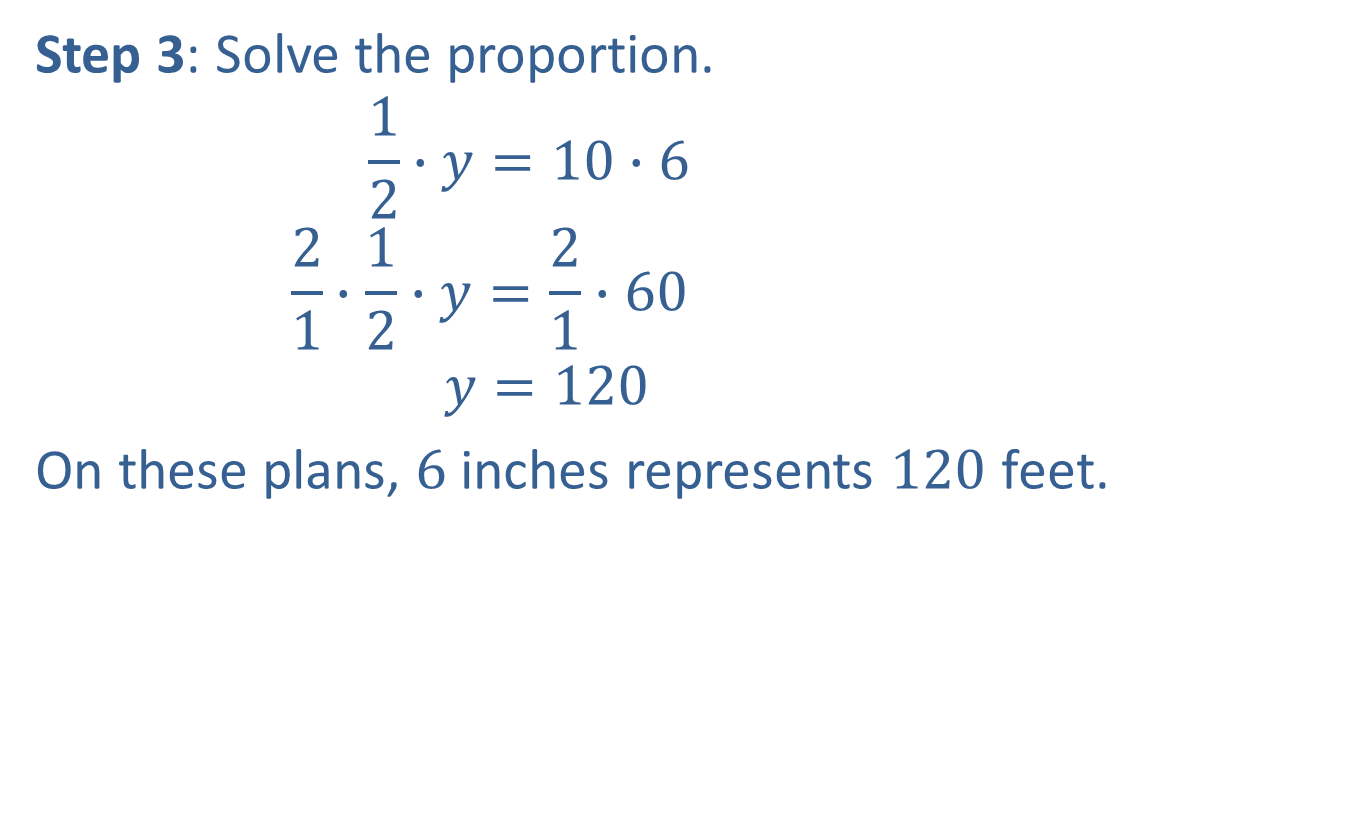 Step 3: Solve the proportion.
1/2 · y = 10 · 6
2/1 · 1/2 · y = 2/1 · 60
y = 120
On these plans, 6 inches represents 120 feet.